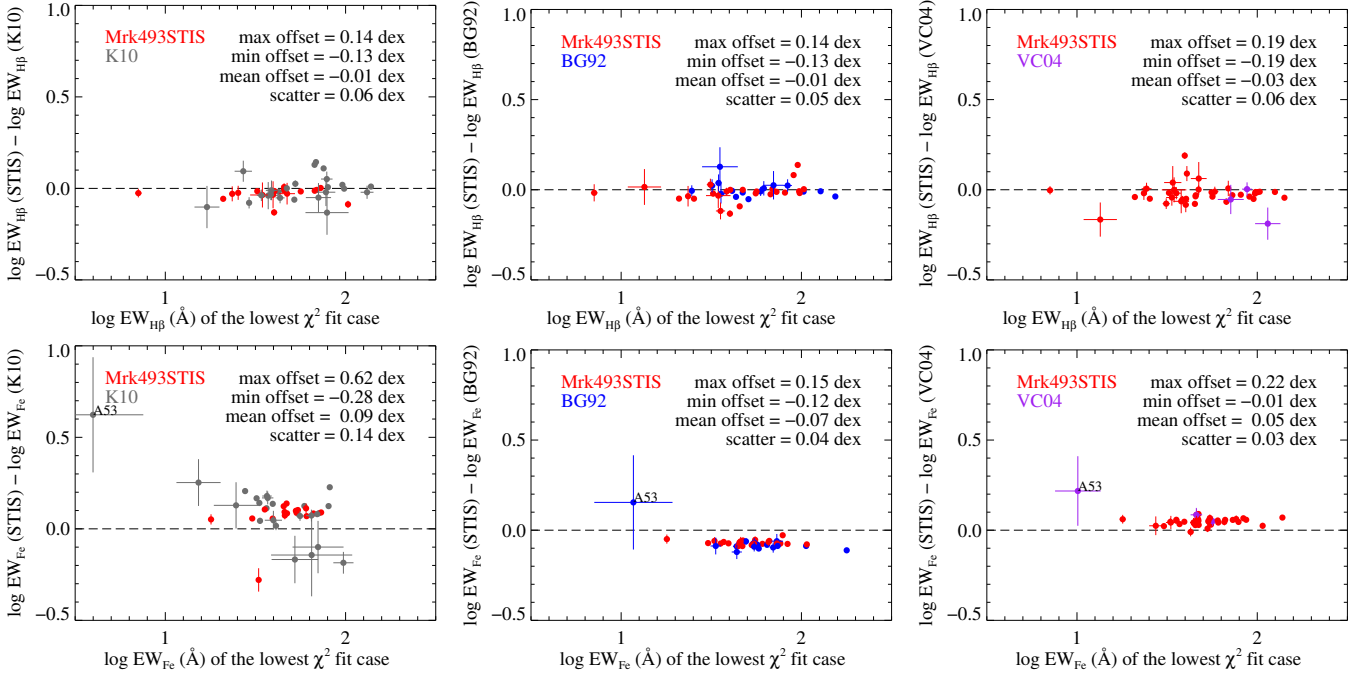 log EW_Hβ (STIS) − log EW_Hβ (K10)
1.0
0.5
0.0
−0.5
Mrk493STIS
K10
max offset = 0.14 dex
min offset = −0.13 dex
mean offset = −0.01 dex
scatter = 0.06 dex
1
2
log EW_Hβ (Å) of the lowest χ² fit case
log EW_Hβ (STIS) − log EW_Hβ (BG92)
1.0
0.5
0.0
−0.5
Mrk493STIS
BG92
max offset = 0.14 dex
min offset = −0.13 dex
mean offset = −0.01 dex
scatter = 0.05 dex
1
2
log EW_Hβ (Å) of the lowest χ² fit case
log EW_Hβ (STIS) − log EW_Hβ (VC04)
1.0
0.5
0.0
−0.5
Mrk493STIS
VC04
max offset = 0.19 dex
min offset = −0.19 dex
mean offset = −0.03 dex
scatter = 0.06 dex
1
2
log EW_Hβ (Å) of the lowest χ² fit case
log EW_Fe (STIS) − log EW_Fe (K10)
1.0
0.5
0.0
−0.5
Mrk493STIS
K10
max offset = 0.62 dex
min offset = −0.28 dex
mean offset = 0.09 dex
scatter = 0.14 dex
A53
1
2
log EW_Fe (Å) of the lowest χ² fit case
log EW_Fe (STIS) − log EW_Fe (BG92)
1.0
0.5
0.0
−0.5
Mrk493STIS
BG92
max offset = 0.15 dex
min offset = −0.12 dex
mean offset = −0.07 dex
scatter = 0.04 dex
A53
1
2
log EW_Fe (Å) of the lowest χ² fit case
log EW_Fe (STIS) − log EW_Fe (VC04)
1.0
0.5
0.0
−0.5
Mrk493STIS
VC04
max offset = 0.22 dex
min offset = −0.01 dex
mean offset = 0.05 dex
scatter = 0.03 dex
A53
1
2
log EW_Fe (Å) of the lowest χ² fit case